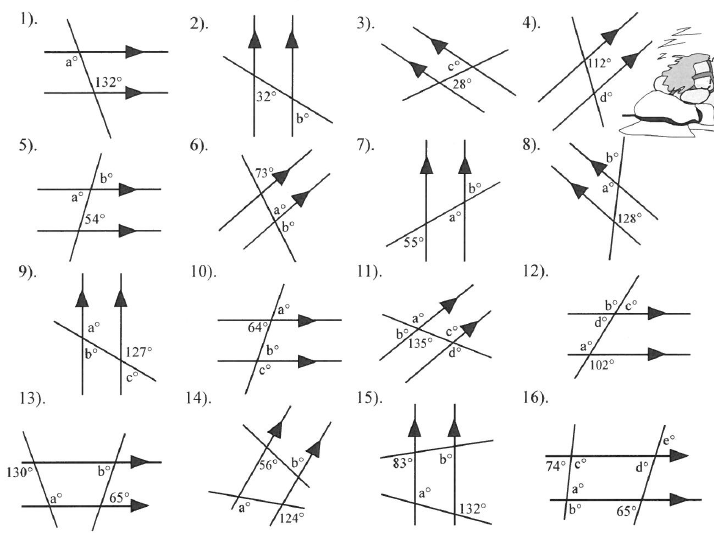 1). 2). 3). 4).
a° 132° 32° b° c° 28° 112° d° z z z
5). 6). 7). 8).
b° a° 54° 73° a° b° b° a° 55° b° a° 128°
9). 10). 11). 12).
a° b° 127° c° a° 64° b° c° a° b° 135° c° d° b° c° d° a° 102°
13). 14). 15). 16).
130° b° a° 65° 56° b° a° 124° 83° b° a° 132° e° 74° c° d° a° b° 65°